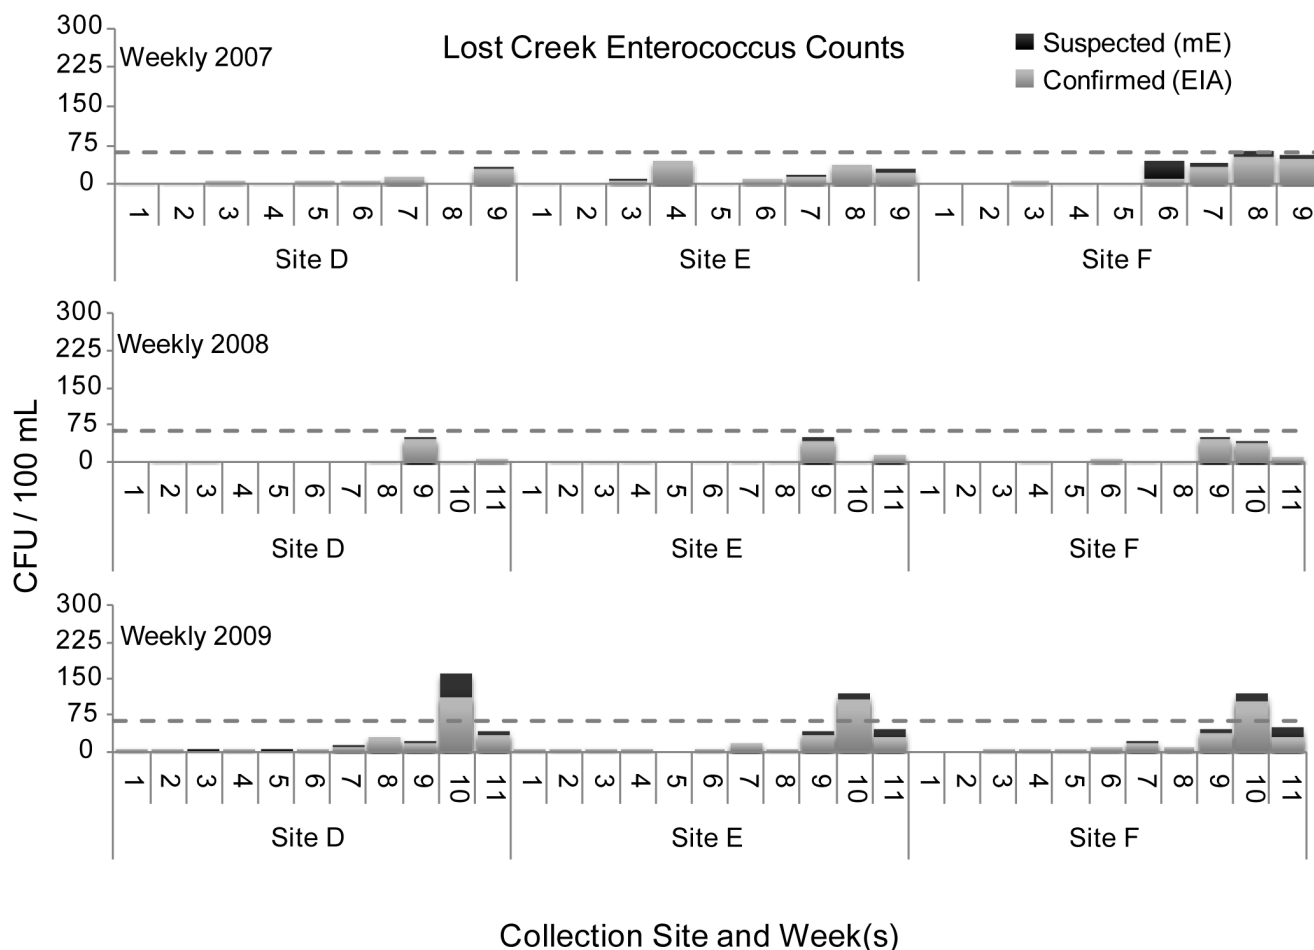 Lost Creek Enterococcus Counts
Suspected (mE)
Confirmed (EIA)
CFU / 100 mL
Weekly 2007
300
225
150
75
0
1 2 3 4 5 6 7 8 9 1 2 3 4 5 6 7 8 9 1 2 3 4 5 6 7 8 9
Site D Site E Site F
Weekly 2008
300
225
150
75
0
1 2 3 4 5 6 7 8 9 10 11 1 2 3 4 5 6 7 8 9 10 11 1 2 3 4 5 6 7 8 9 10 11
Site D Site E Site F
Weekly 2009
300
225
150
75
0
1 2 3 4 5 6 7 8 9 10 11 1 2 3 4 5 6 7 8 9 10 11 1 2 3 4 5 6 7 8 9 10 11
Site D Site E Site F
Collection Site and Week(s)